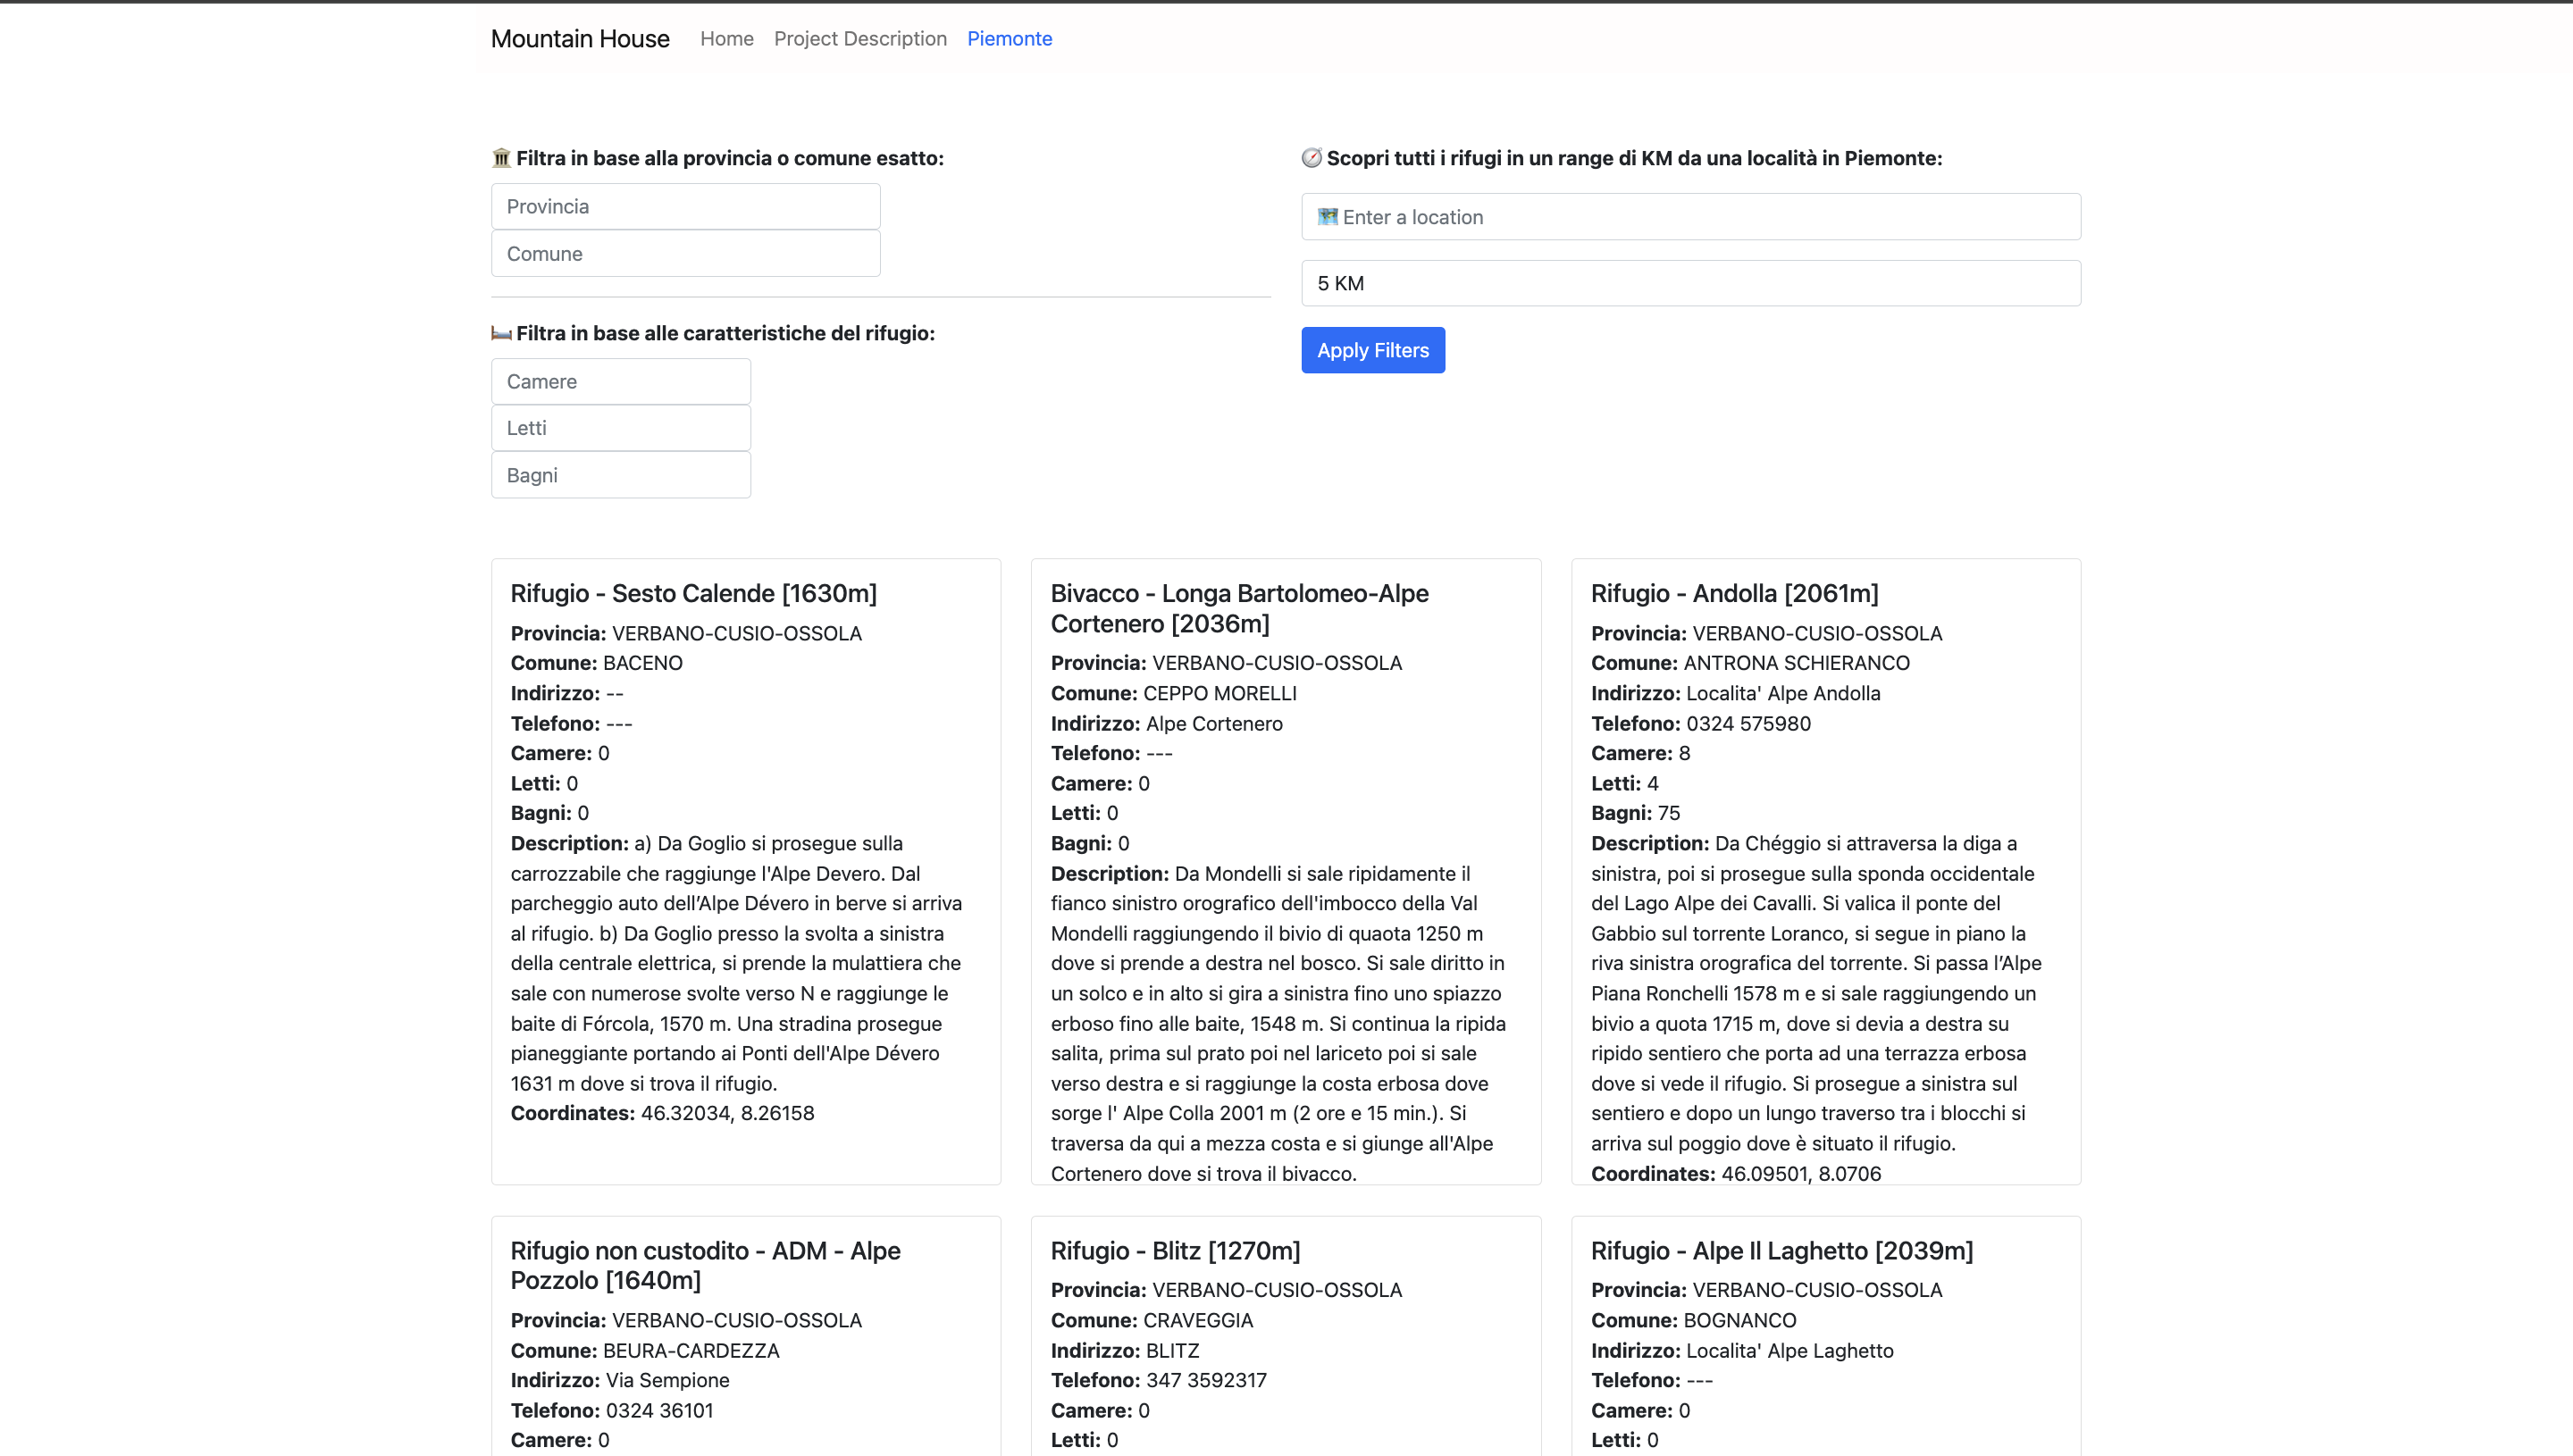 Mountain House Home Project Description Piemonte
Filtra in base alla provincia o comune esatto:
Provincia
Comune
Filtra in base alle caratteristiche del rifugio:
Camere
Letti
Bagni
Scopri tutti i rifugi in un range di KM da una località in Piemonte:
Enter a location
5 KM
Apply Filters
Rifugio - Sesto Calende [1630m]
Provincia: VERBANO-CUSIO-OSSOLA
Comune: BACENO
Indirizzo: --
Telefono: ---
Camere: 0
Letti: 0
Bagni: 0
Description: a) Da Goglio si prosegue sulla
carrozzabile che raggiunge l'Alpe Devero. Dal
parcheggio auto dell’Alpe Dévero in berve si arriva
al rifugio. b) Da Goglio presso la svolta a sinistra
della centrale elettrica, si prende la mulattiera che
sale con numerose svolte verso N e raggiunge le
baite di Fórcola, 1570 m. Una stradina prosegue
pianeggiante portando ai Ponti dell'Alpe Dévero
1631 m dove si trova il rifugio.
Coordinates: 46.32034, 8.26158
Bivacco - Longa Bartolomeo-Alpe
Cortenero [2036m]
Provincia: VERBANO-CUSIO-OSSOLA
Comune: CEPPO MORELLI
Indirizzo: Alpe Cortenero
Telefono: ---
Camere: 0
Letti: 0
Bagni: 0
Description: Da Mondelli si sale ripidamente il
fianco sinistro orografico dell'imbocco della Val
Mondelli raggiungendo il bivio di quaota 1250 m
dove si prende a destra nel bosco. Si sale diritto in
un solco e in alto si gira a sinistra fino uno spiazzo
erboso fino alle baite, 1548 m. Si continua la ripida
salita, prima sul prato poi nel lariceto poi si sale
verso destra e si raggiunge la costa erbosa dove
sorge l' Alpe Colla 2001 m (2 ore e 15 min.). Si
traversa da qui a mezza costa e si giunge all'Alpe
Cortenero dove si trova il bivacco.
Rifugio - Andolla [2061m]
Provincia: VERBANO-CUSIO-OSSOLA
Comune: ANTRONA SCHIERANCO
Indirizzo: Localita' Alpe Andolla
Telefono: 0324 575980
Camere: 8
Letti: 4
Bagni: 75
Description: Da Chéggio si attraversa la diga a
sinistra, poi si prosegue sulla sponda occidentale
del Lago Alpe dei Cavalli. Si valica il ponte del
Gabbio sul torrente Loranco, si segue in piano la
riva sinistra orografica del torrente. Si passa l’Alpe
Piana Ronchelli 1578 m e si sale raggiungendo un
bivio a quota 1715 m, dove si devia a destra su
ripido sentiero che porta ad una terrazza erbosa
dove si vede il rifugio. Si prosegue a sinistra sul
sentiero e dopo un lungo traverso tra i blocchi si
arriva sul poggio dove è situato il rifugio.
Coordinates: 46.09501, 8.0706
Rifugio non custodito - ADM - Alpe
Pozzolo [1640m]
Provincia: VERBANO-CUSIO-OSSOLA
Comune: BEURA-CARDEZZA
Indirizzo: Via Sempione
Telefono: 0324 36101
Camere: 0
Rifugio - Blitz [1270m]
Provincia: VERBANO-CUSIO-OSSOLA
Comune: CRAVEGGIA
Indirizzo: BLITZ
Telefono: 347 3592317
Camere: 0
Letti: 0
Rifugio - Alpe Il Laghetto [2039m]
Provincia: VERBANO-CUSIO-OSSOLA
Comune: BOGNANCO
Indirizzo: Localita' Alpe Laghetto
Telefono: ---
Camere: 0
Letti: 0